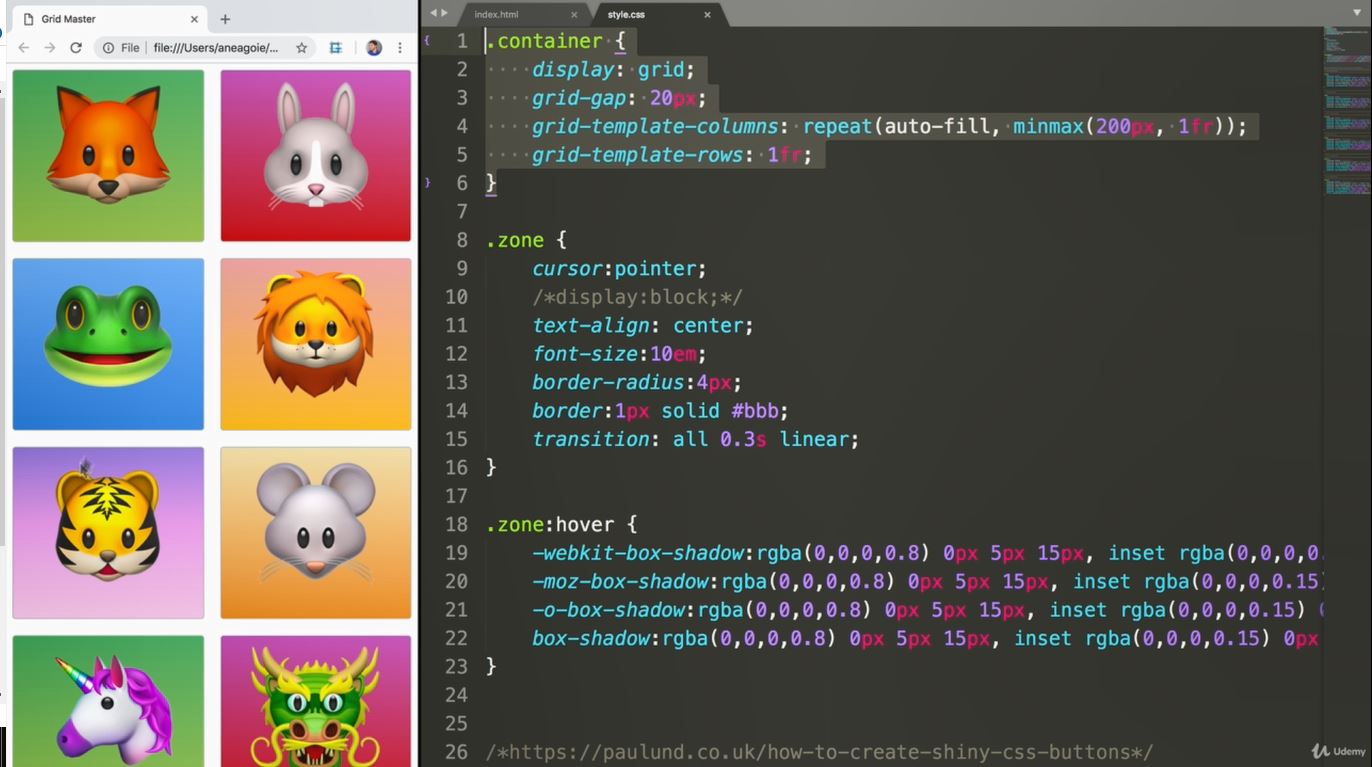 Grid Master
File
file:///Users/aneagoie/...
index.html
style.css
1 .container {
2 display: grid;
3 grid-gap: 20px;
4 grid-template-columns: repeat(auto-fill, minmax(200px, 1fr));
5 grid-template-rows: 1fr;
6 }
7
8 .zone {
9 cursor:pointer;
10 /*display:block;*/
11 text-align: center;
12 font-size:10em;
13 border-radius:4px;
14 border:1px solid #bbb;
15 transition: all 0.3s linear;
16 }
17
18 .zone:hover {
19 -webkit-box-shadow:rgba(0,0,0,0.8) 0px 5px 15px, inset rgba(0,0,0,0.
20 -moz-box-shadow:rgba(0,0,0,0.8) 0px 5px 15px, inset rgba(0,0,0,0.15)
21 -o-box-shadow:rgba(0,0,0,0.8) 0px 5px 15px, inset rgba(0,0,0,0.15) 0
22 box-shadow:rgba(0,0,0,0.8) 0px 5px 15px, inset rgba(0,0,0,0.15) 0px
23 }
24
25
26 /*https://paulund.co.uk/how-to-create-shiny-css-buttons*/
Udemy